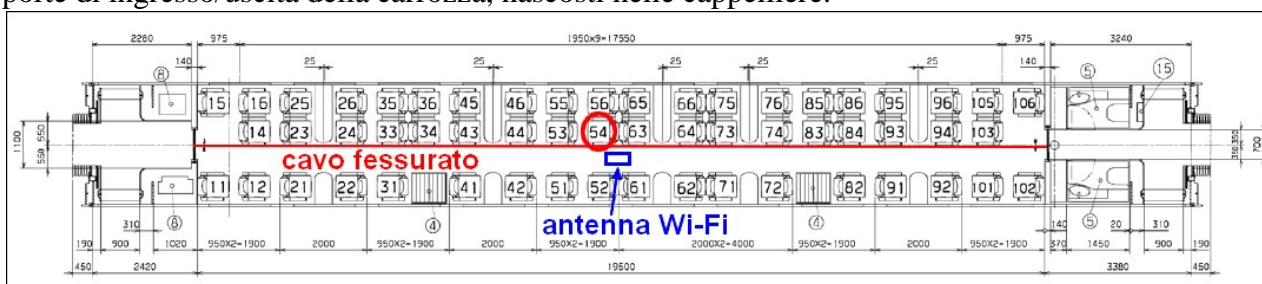 porte di ingresso/uscita della carrozza, nascosti nelle cappelliere.
2260 975 1950x9=17550 975 3240
140 25 25 25 25 25 140
8 5 15
15 16 25 26 35 36 45 46 55 56 65 66 75 76 85 86 95 96 105 106
14 23 24 33 34 43 44 53 54 63 64 73 74 83 84 93 94 103
1100 550 550 350 350 700
cavo fessurato
11 12 21 22 31 41 42 51 52 61 62 71 72 82 91 92 101 102
8 4 antenna Wi-Fi 4 5
310 140 20 310
190 900 1020 950X2=1900 2000 950X2=1900 2000 950X2=1900 2000X2=4000 950X2=1900 2000 950X2=1900 370 1450 900 190
450 2420 19500 3380 450